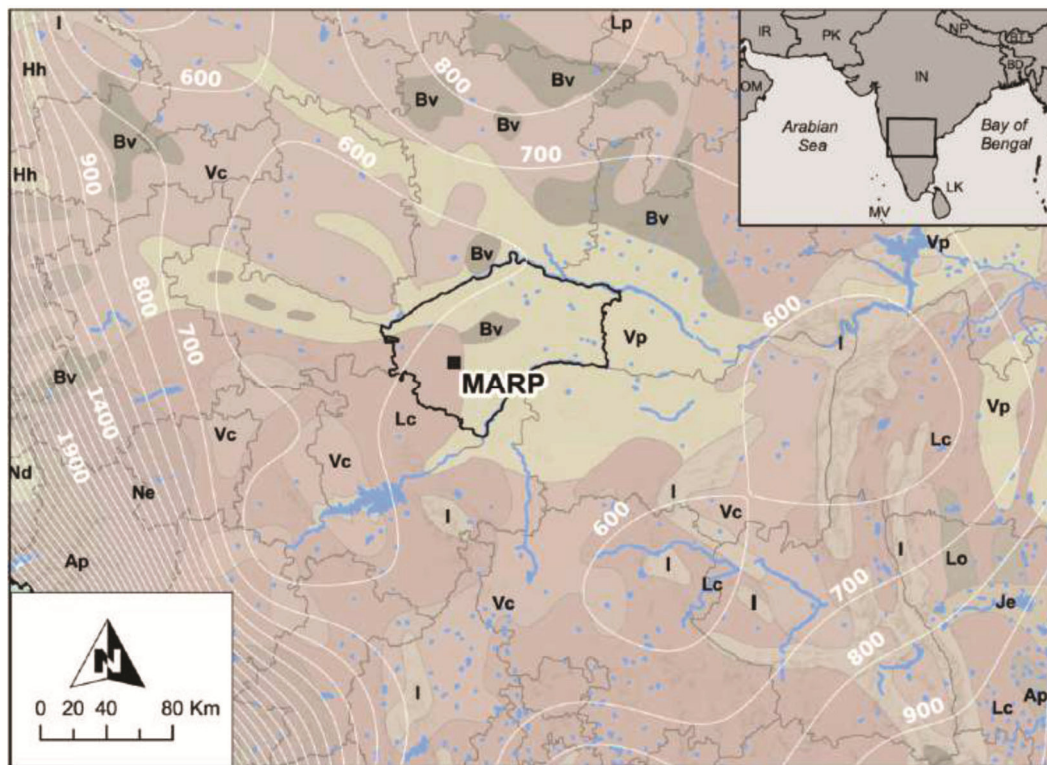 I
Lp
Hh
600
800
Bv
Bv
Bv
Bv
Vc
600
700
900
Hh
Bv
Vp
800
Bv
600
700
Bv
Vp
I
MARP
Bv
Vp
Lc
Lc
1400
Vc
Vc
1900
Nd
Ne
I
I
600
Vc
Ap
I
I
Lo
Vc
Lc
I
700
Je
800
I
Lc
Ap
900
IR
PK
NP
BT
BD
OM
IN
Arabian
Sea
Bay of
Bengal
LK
MV
N
0 20 40 80 Km